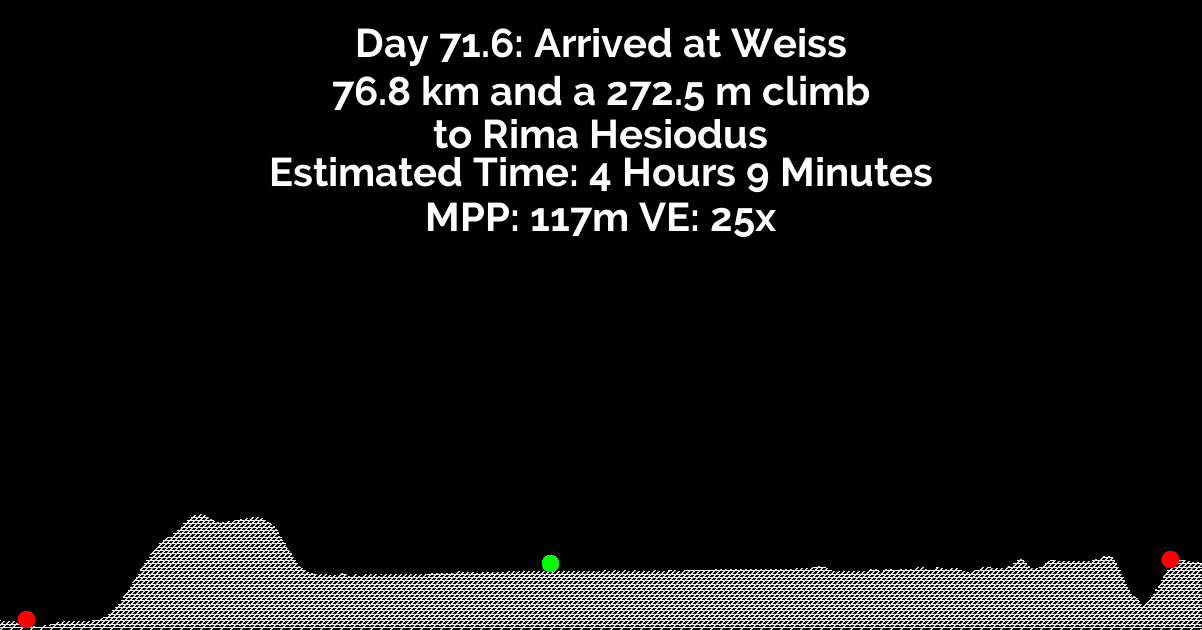 Day 71.6: Arrived at Weiss
76.8 km and a 272.5 m climb
to Rima Hesiodus
Estimated Time: 4 Hours 9 Minutes
MPP: 117m VE: 25x